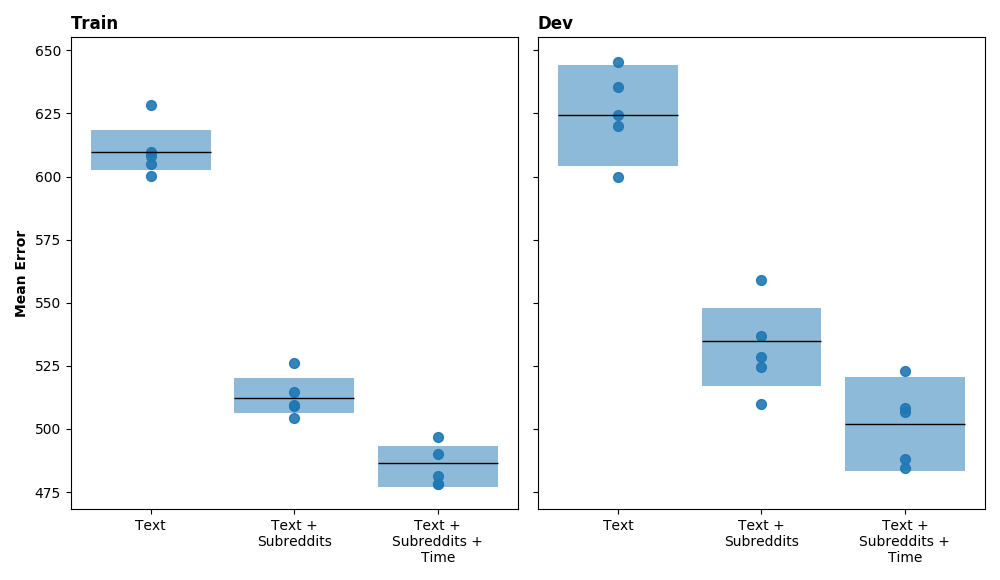 Train
Dev
Mean Error
650
625
600
575
550
525
500
475
Text
Text +
Subreddits
Text +
Subreddits +
Time
Text
Text +
Subreddits
Text +
Subreddits +
Time